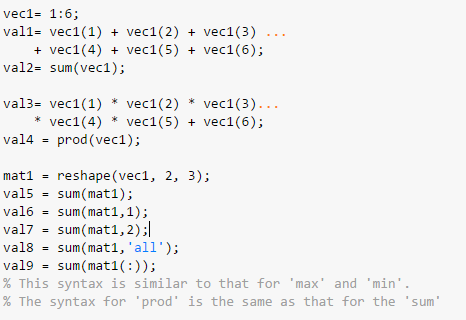 vec1= 1:6;
val1= vec1(1) + vec1(2) + vec1(3) ...
+ vec1(4) + vec1(5) + vec1(6);
val2= sum(vec1);
val3= vec1(1) * vec1(2) * vec1(3)...
* vec1(4) * vec1(5) + vec1(6);
val4 = prod(vec1);
mat1 = reshape(vec1, 2, 3);
val5 = sum(mat1);
val6 = sum(mat1,1);
val7 = sum(mat1,2);
val8 = sum(mat1,'all');
val9 = sum(mat1(:));
% This syntax is similar to that for 'max' and 'min'.
% The syntax for 'prod' is the same as that for the 'sum'